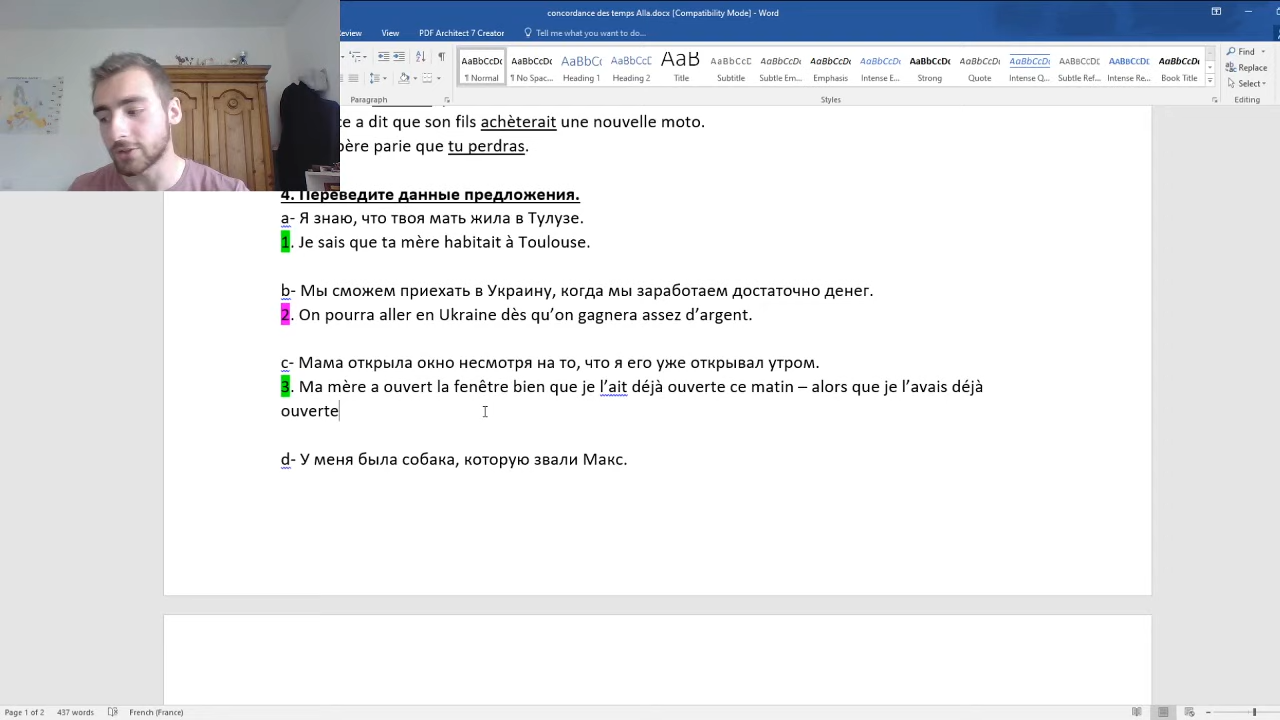 concordance des temps Alla.docx [Compatibility Mode] - Word
eview View PDF Architect 7 Creator Tell me what you want to do...
AaBbCcDc AaBbCcDc AaBbC( AaBbCcC AaB AaBbCcD AaBbCcDc AaBbCcDc AaBbCcDc AaBbCcDc AaBbCcDc AaBbCcDc AaBbCcDc AaBbCcDc AaBbCcDc
¶ Normal ¶ No Spac... Heading 1 Heading 2 Title Subtitle Subtle Em... Emphasis Intense E... Strong Quote Intense Q... Subtle Ref... Intense Re... Book Title
Find
Replace
Select
Paragraph Styles Editing
ce a dit que son fils achèterait une nouvelle moto.
père parie que tu perdras.
4. Переведите данные предложения.
a- Я знаю, что твоя мать жила в Тулузе.
1. Je sais que ta mère habitait à Toulouse.
b- Мы сможем приехать в Украину, когда мы заработаем достаточно денег.
2. On pourra aller en Ukraine dès qu’on gagnera assez d’argent.
c- Мама открыла окно несмотря на то, что я его уже открывал утром.
3. Ma mère a ouvert la fenêtre bien que je l’ait déjà ouverte ce matin – alors que je l’avais déjà
ouverte
d- У меня была собака, которую звали Макс.
Page 1 of 2 437 words French (France)